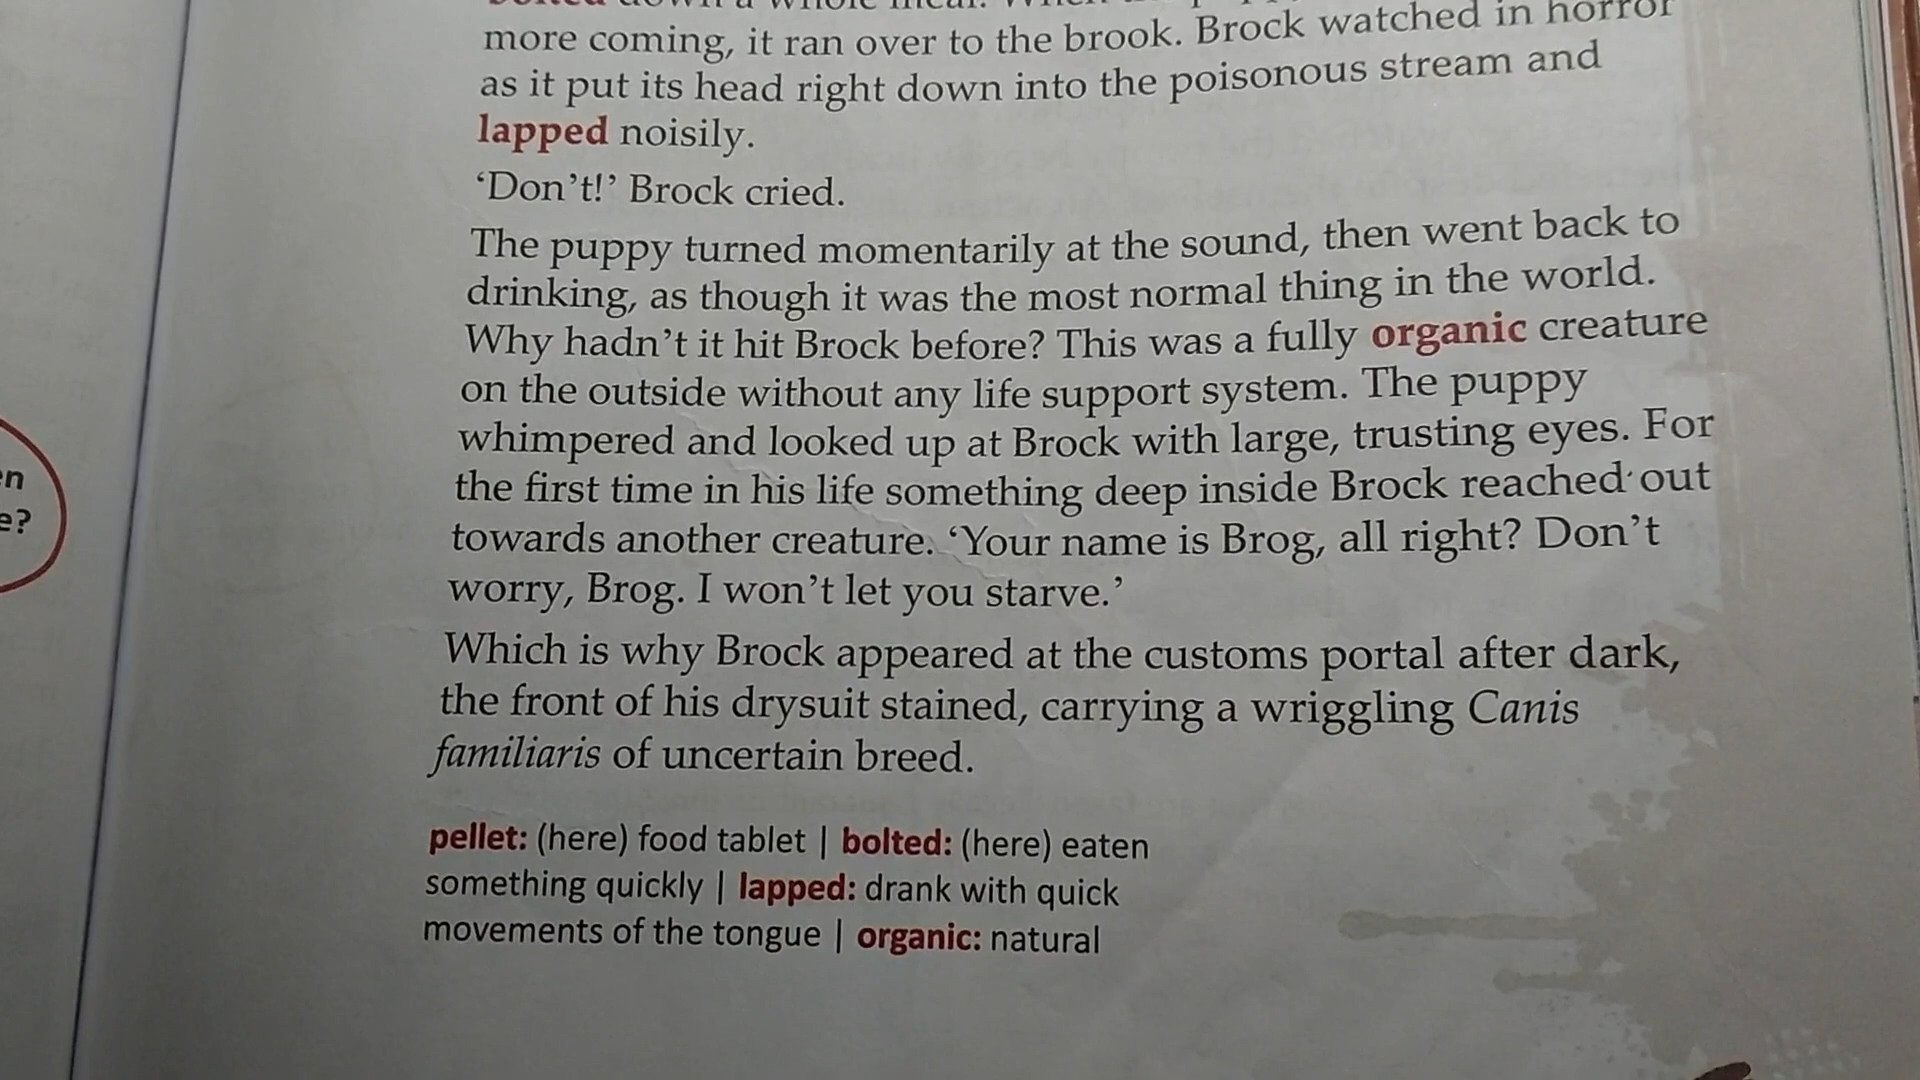 bolted down a whole meal. When the
more coming, it ran over to the brook. Brock watched in horror
as it put its head right down into the poisonous stream and
lapped noisily.
‘Don’t!’ Brock cried.
The puppy turned momentarily at the sound, then went back to
drinking, as though it was the most normal thing in the world.
Why hadn’t it hit Brock before? This was a fully organic creature
on the outside without any life support system. The puppy
whimpered and looked up at Brock with large, trusting eyes. For
the first time in his life something deep inside Brock reached out
towards another creature. ‘Your name is Brog, all right? Don’t
worry, Brog. I won’t let you starve.’
Which is why Brock appeared at the customs portal after dark,
the front of his drysuit stained, carrying a wriggling Canis
familiaris of uncertain breed.
pellet: (here) food tablet | bolted: (here) eaten
something quickly | lapped: drank with quick
movements of the tongue | organic: natural